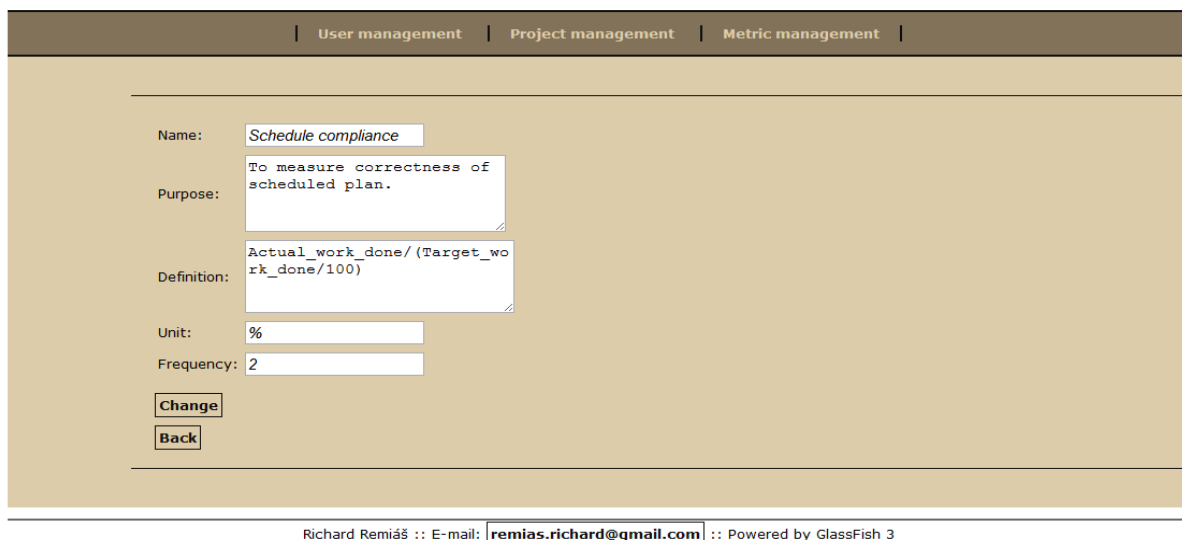 | User management | Project management | Metric management |
Name: Schedule compliance
Purpose: To measure correctness of
scheduled plan.
Definition: Actual_work_done/(Target_wo
rk_done/100)
Unit: %
Frequency: 2
Change
Back
Richard Remiáš :: E-mail: remias.richard@gmail.com :: Powered by GlassFish 3